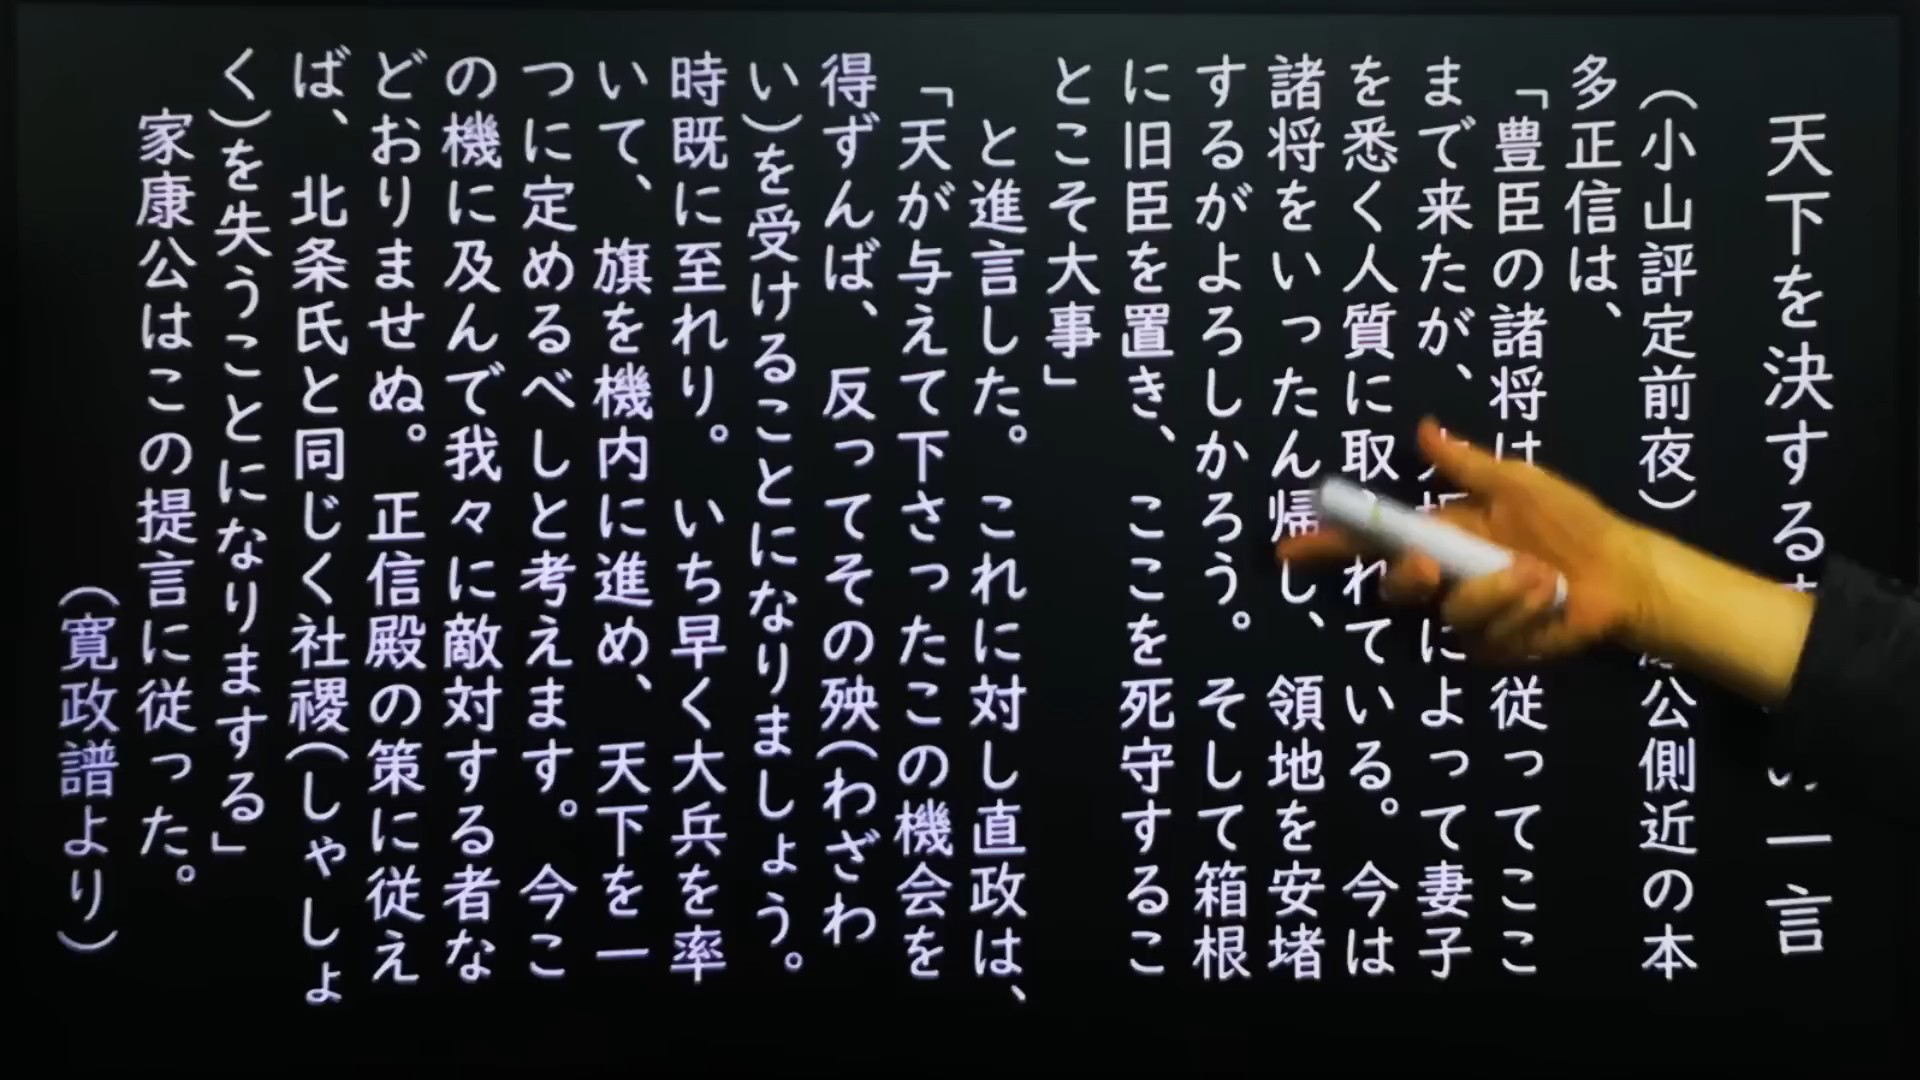 天下を決する 一言
(小山評定前夜) 公側近の本
多正信は、
「豊臣の諸将は 従ってここ
まで来たが、 によって妻子
を悉く人質に取 れている。今は
諸将をいったん帰し、領地を安堵
するがよろしかろう。そして箱根
に旧臣を置き、ここを死守するこ
とこそ大事」
と進言した。これに対し直政は、
「天が与えて下さったこの機会を
得ずんば、反ってその殃(わざわ
い)を受けることになりましょう。
時既に至れり。いち早く大兵を率
いて、旗を機内に進め、天下を一
つに定めるべしと考えます。今こ
の機に及んで我々に敵対する者な
どおりませぬ。正信殿の策に従え
ば、北条氏と同じく社稷(しゃしょ
く)を失うことになりまする」
家康公はこの提言に従った。
(寛政譜より)